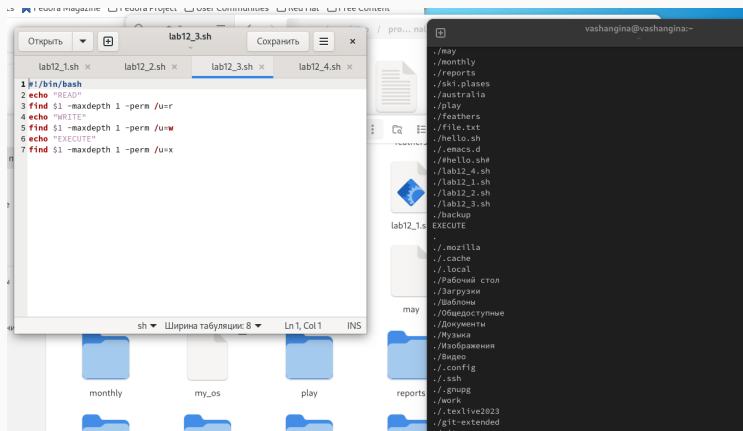 Fedora Magazine Fedora Project User Communities Red Hat Free Content
Открыть
lab12_3.sh
Сохранить
lab12_1.sh
lab12_2.sh
lab12_3.sh
lab12_4.sh
1 #!/bin/bash
2 echo "READ"
3 find $1 -maxdepth 1 -perm /u=r
4 echo "WRITE"
5 find $1 -maxdepth 1 -perm /u=w
6 echo "EXECUTE"
7 find $1 -maxdepth 1 -perm /u=x
sh Ширина табуляции: 8 Ln 1, Col 1 INS
feathers
lab12_1.s
may
monthly
my_os
play
reports
vashangina@vashangina:~
./may
./monthly
./reports
./ski.plases
./australia
./play
./feathers
./file.txt
./hello.sh
./.emacs.d
./#hello.sh#
./lab12_4.sh
./lab12_1.sh
./lab12_2.sh
./lab12_3.sh
./backup
EXECUTE
.
./.mozilla
./.cache
./.local
./Рабочий стол
./Загрузки
./Шаблоны
./Общедоступные
./Документы
./Музыка
./Изображения
./Видео
./.config
./.ssh
./.gnupg
./work
./.texlive2023
./git-extended